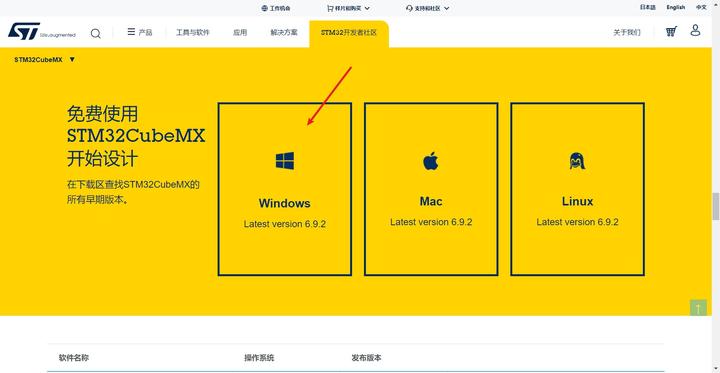 工作机会
样片和购买
支持和社区
日本語
English
中文
life.augmented
产品
工具与软件
应用
解决方案
STM32开发者社区
关于我们
STM32CubeMX
免费使用
STM32CubeMX
开始设计
在下载区查找STM32CubeMX的
所有早期版本。
Windows
Latest version 6.9.2
Mac
Latest version 6.9.2
Linux
Latest version 6.9.2
软件名称
操作系统
发布版本